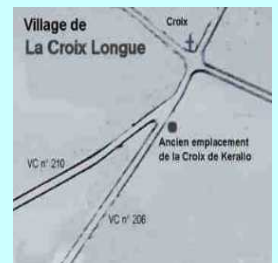 Village de
La Croix Longue
Croix
Ancien emplacement
de la Croix de Kerallo
VC n° 210
VC n° 206